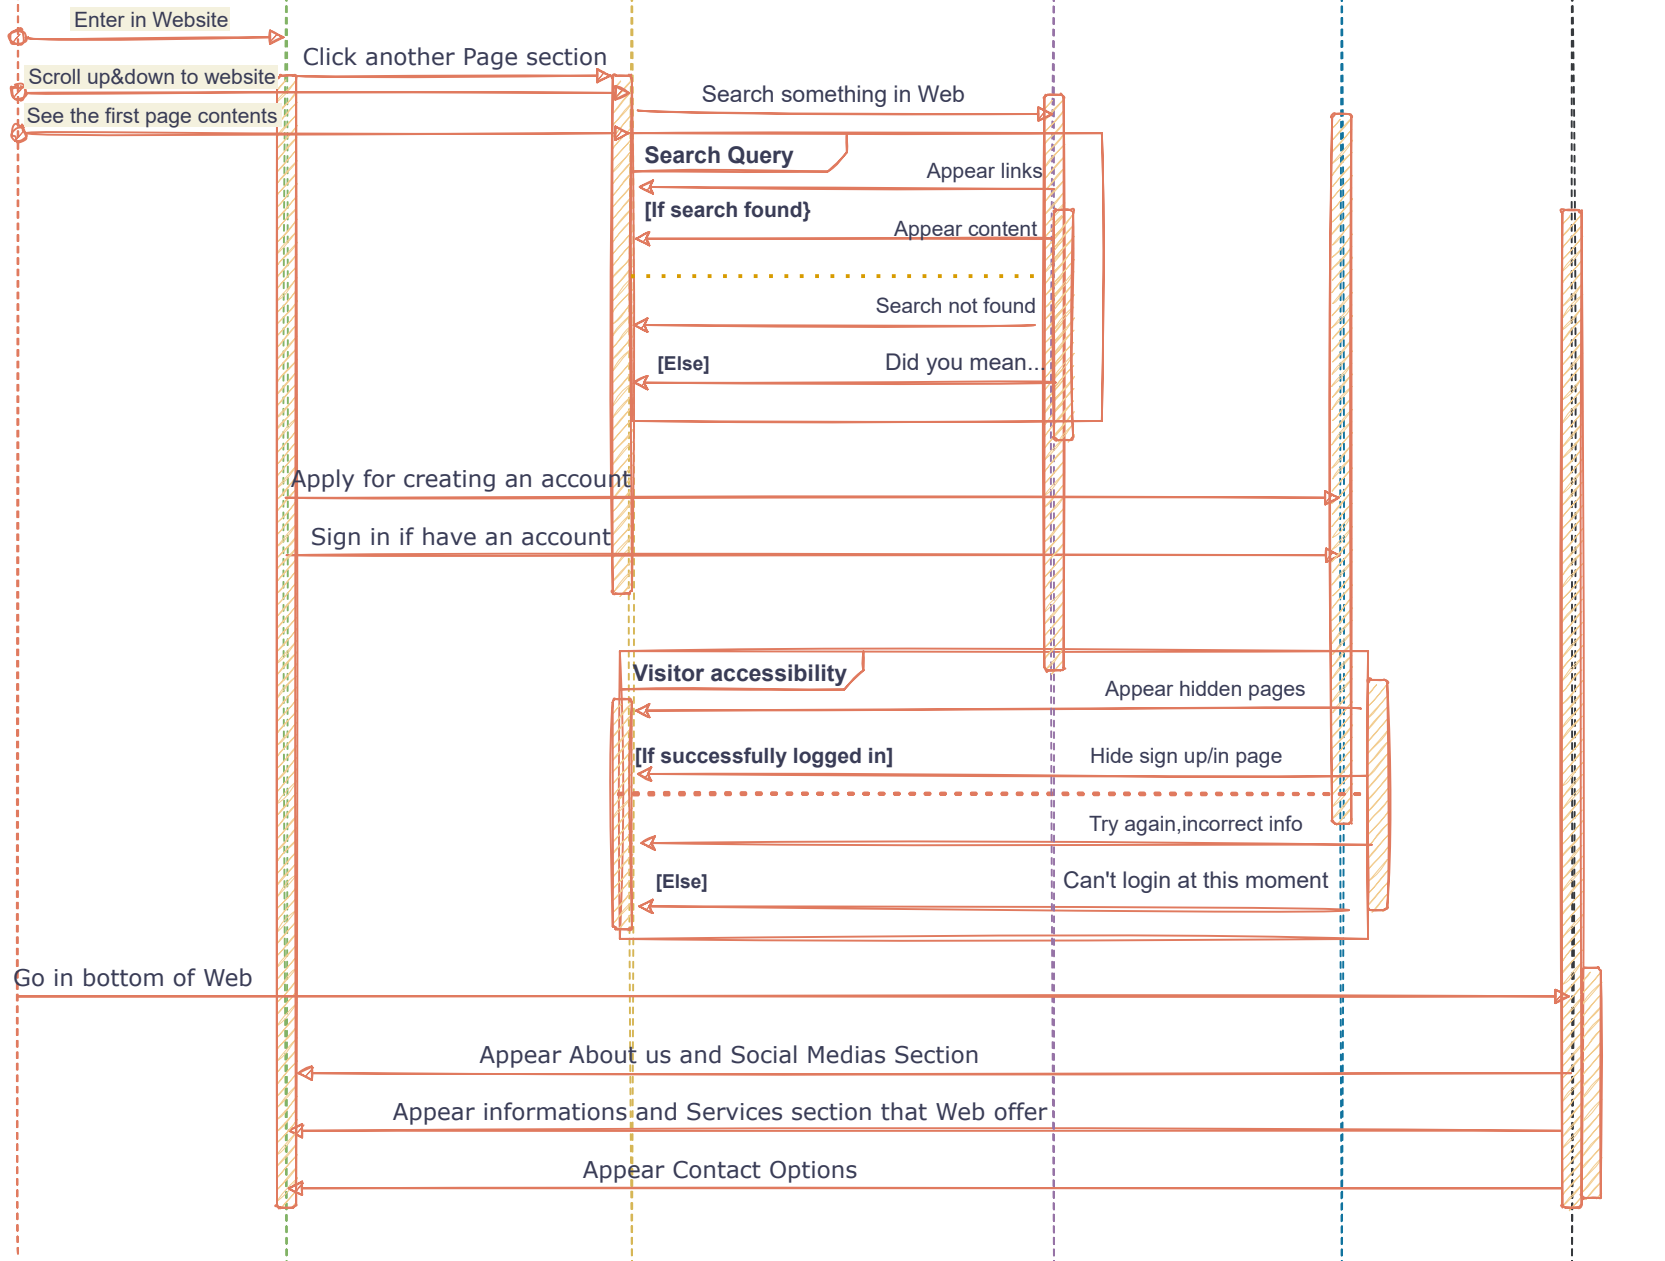 Enter in Website
Click another Page section
Scroll up&down to website
Search something in Web
See the first page contents
Search Query
Appear links
[If search found}
Appear content
Search not found
[Else]
Did you mean...
Apply for creating an account
Sign in if have an account
Visitor accessibility
Appear hidden pages
[If successfully logged in]
Hide sign up/in page
Try again,incorrect info
[Else]
Can't login at this moment
Go in bottom of Web
Appear About us and Social Medias Section
Appear informations and Services section that Web offer
Appear Contact Options